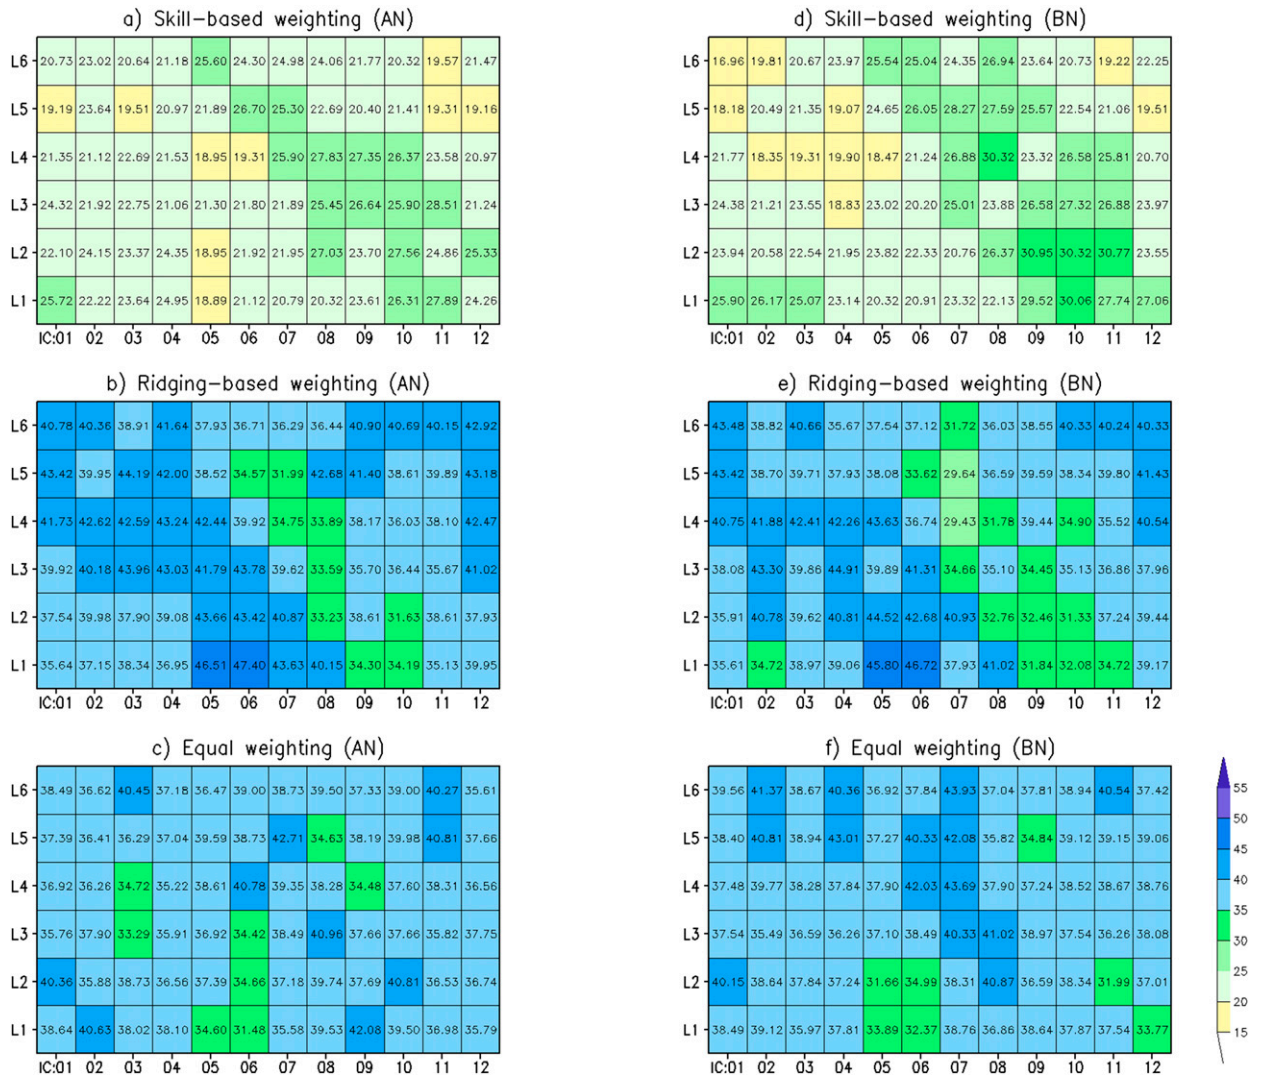 a) Skill-based weighting (AN)
L6 20.73 23.02 20.64 21.18 25.60 24.30 24.98 24.06 21.77 20.32 19.57 21.47
L5 19.19 23.64 19.51 20.97 21.89 26.70 25.30 22.69 20.40 21.41 19.31 19.16
L4 21.35 21.12 22.69 21.53 18.95 19.31 25.90 27.83 27.35 26.37 23.58 20.97
L3 24.32 21.92 22.75 21.06 21.30 21.80 21.89 25.45 26.64 25.90 28.51 21.24
L2 22.10 24.15 23.37 24.35 18.95 21.92 21.95 27.03 23.70 27.56 24.86 25.33
L1 25.72 22.22 23.64 24.95 18.89 21.12 20.79 20.32 23.61 26.31 27.89 24.26
IC:01 02 03 04 05 06 07 08 09 10 11 12
b) Ridging-based weighting (AN)
L6 40.78 40.36 38.91 41.64 37.93 36.71 36.29 36.44 40.90 40.69 40.15 42.92
L5 43.42 39.95 44.19 42.00 38.52 34.57 31.99 42.68 41.40 38.61 39.89 43.18
L4 41.73 42.62 42.59 43.24 42.44 39.92 34.75 33.89 38.17 36.03 38.10 42.47
L3 39.92 40.18 43.96 43.03 41.79 43.78 39.62 33.59 35.70 36.44 35.67 41.02
L2 37.54 39.98 37.90 39.08 43.66 43.42 40.87 33.23 38.61 31.63 38.61 37.93
L1 35.64 37.15 38.34 36.95 46.51 47.40 43.63 40.15 34.30 34.19 35.13 39.95
IC:01 02 03 04 05 06 07 08 09 10 11 12
c) Equal weighting (AN)
L6 38.49 36.62 40.45 37.18 36.47 39.00 38.73 39.50 37.33 39.00 40.27 35.61
L5 37.39 36.41 36.29 37.04 39.59 38.73 42.71 34.63 38.19 39.98 40.81 37.66
L4 36.92 36.26 34.72 35.22 38.61 40.78 39.35 38.28 34.48 37.60 38.31 36.56
L3 35.76 37.90 33.29 35.91 36.92 34.42 38.49 40.96 37.66 37.66 35.82 37.75
L2 40.36 35.88 38.73 36.56 37.39 34.66 37.18 39.74 37.69 40.81 36.53 36.74
L1 38.64 40.63 38.02 38.10 34.60 31.48 35.58 39.53 42.08 39.50 36.98 35.79
IC:01 02 03 04 05 06 07 08 09 10 11 12
d) Skill-based weighting (BN)
L6 16.96 19.81 20.67 23.97 25.54 25.04 24.35 26.94 23.64 20.73 19.22 22.25
L5 18.18 20.49 21.35 19.07 24.65 26.05 28.27 27.59 25.57 22.54 21.06 19.51
L4 21.77 18.35 19.31 19.90 18.47 21.24 26.88 30.32 23.32 26.58 25.81 20.70
L3 24.38 21.21 23.55 18.83 23.02 20.20 25.01 23.88 26.58 27.32 26.88 23.97
L2 23.94 20.58 22.54 21.95 23.82 22.33 20.76 26.37 30.95 30.32 30.77 23.55
L1 25.90 26.17 25.07 23.14 20.32 20.91 23.32 22.13 29.52 30.06 27.74 27.06
IC:01 02 03 04 05 06 07 08 09 10 11 12
e) Ridging-based weighting (BN)
L6 43.48 38.82 40.66 35.67 37.54 37.12 31.72 36.03 38.55 40.33 40.24 40.33
L5 43.42 38.70 39.71 37.93 38.08 33.62 29.64 36.59 39.59 38.34 39.80 41.43
L4 40.75 41.88 42.41 42.26 43.63 36.74 29.43 31.78 39.44 34.90 35.52 40.54
L3 38.08 43.30 39.86 44.91 39.89 41.31 34.66 35.10 34.45 35.13 36.86 37.96
L2 35.91 40.78 39.62 40.81 44.52 42.68 40.93 32.76 32.46 31.33 37.24 39.44
L1 35.61 34.72 38.97 39.06 45.80 46.72 37.93 41.02 31.84 32.08 34.72 39.17
IC:01 02 03 04 05 06 07 08 09 10 11 12
f) Equal weighting (BN)
L6 39.56 41.37 38.67 40.36 36.92 37.84 43.93 37.04 37.81 38.94 40.54 37.42
L5 38.40 40.81 38.94 43.01 37.27 40.33 42.08 35.82 34.84 39.12 39.15 39.06
L4 37.48 39.77 38.28 37.84 37.90 42.03 43.69 37.90 37.24 38.52 38.67 38.76
L3 37.54 35.49 36.59 36.26 37.10 38.49 40.33 41.02 38.97 37.54 36.26 38.08
L2 40.15 38.64 37.84 37.24 31.66 34.99 38.31 40.87 36.59 38.34 31.99 37.01
L1 38.49 39.12 35.97 37.81 33.89 32.37 38.76 36.86 38.64 37.87 37.54 33.77
IC:01 02 03 04 05 06 07 08 09 10 11 12
55
50
45
40
35
30
25
20
15